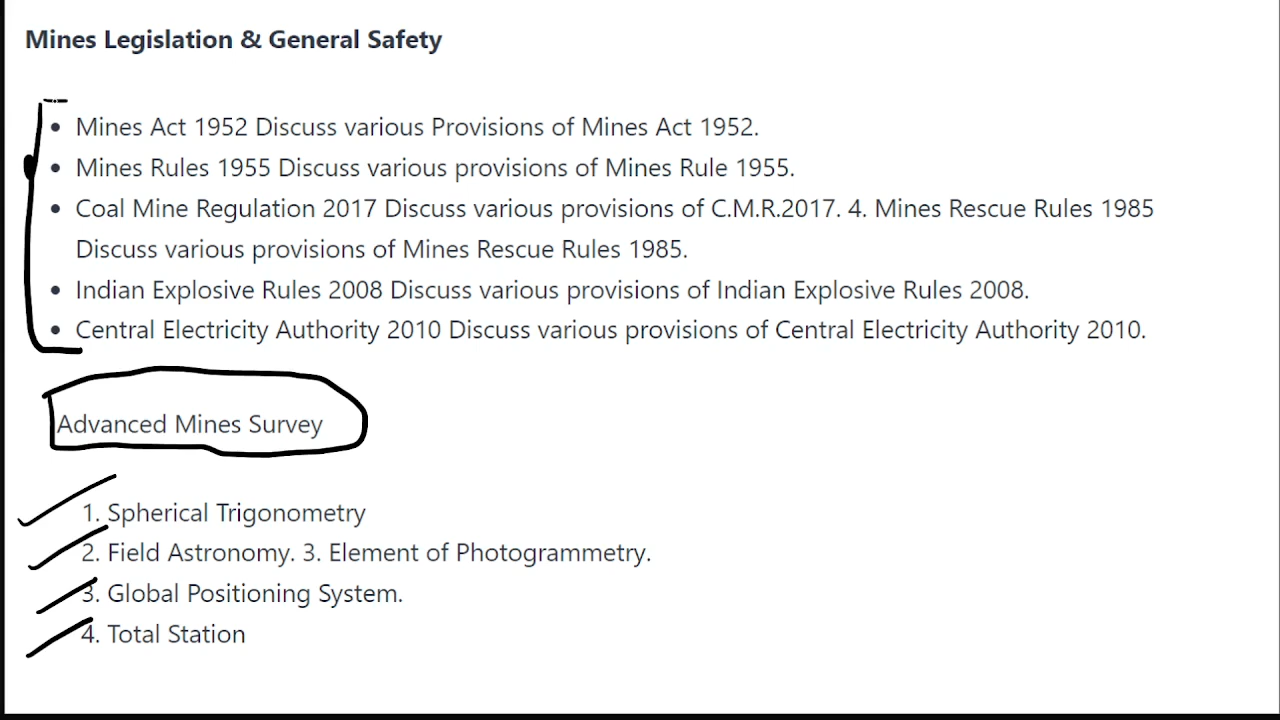 Mines Legislation & General Safety
• Mines Act 1952 Discuss various Provisions of Mines Act 1952.
• Mines Rules 1955 Discuss various provisions of Mines Rule 1955.
• Coal Mine Regulation 2017 Discuss various provisions of C.M.R.2017. 4. Mines Rescue Rules 1985
Discuss various provisions of Mines Rescue Rules 1985.
• Indian Explosive Rules 2008 Discuss various provisions of Indian Explosive Rules 2008.
• Central Electricity Authority 2010 Discuss various provisions of Central Electricity Authority 2010.
Advanced Mines Survey
1. Spherical Trigonometry
2. Field Astronomy. 3. Element of Photogrammetry.
3. Global Positioning System.
4. Total Station